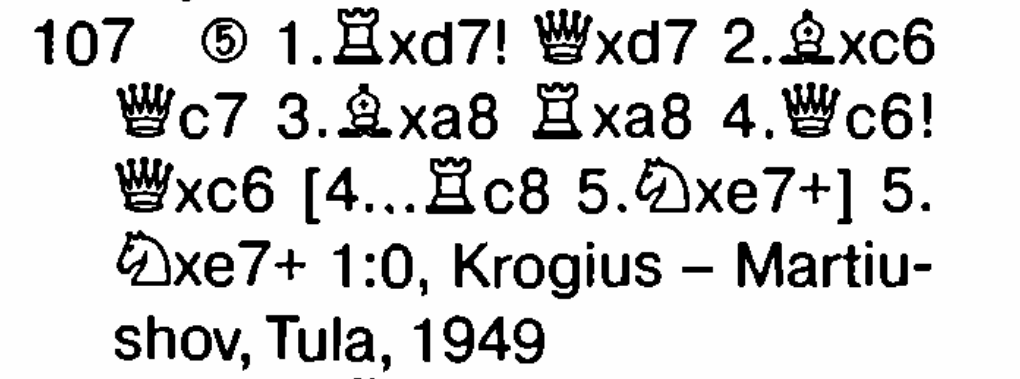 107 ⑤ 1.♖xd7! ♕xd7 2.♗xc6
♕c7 3.♗xa8 ♖xa8 4.♕c6!
♕xc6 [4...♖c8 5.♘xe7+] 5.
♘xe7+ 1:0, Krogius – Martiu-
shov, Tula, 1949